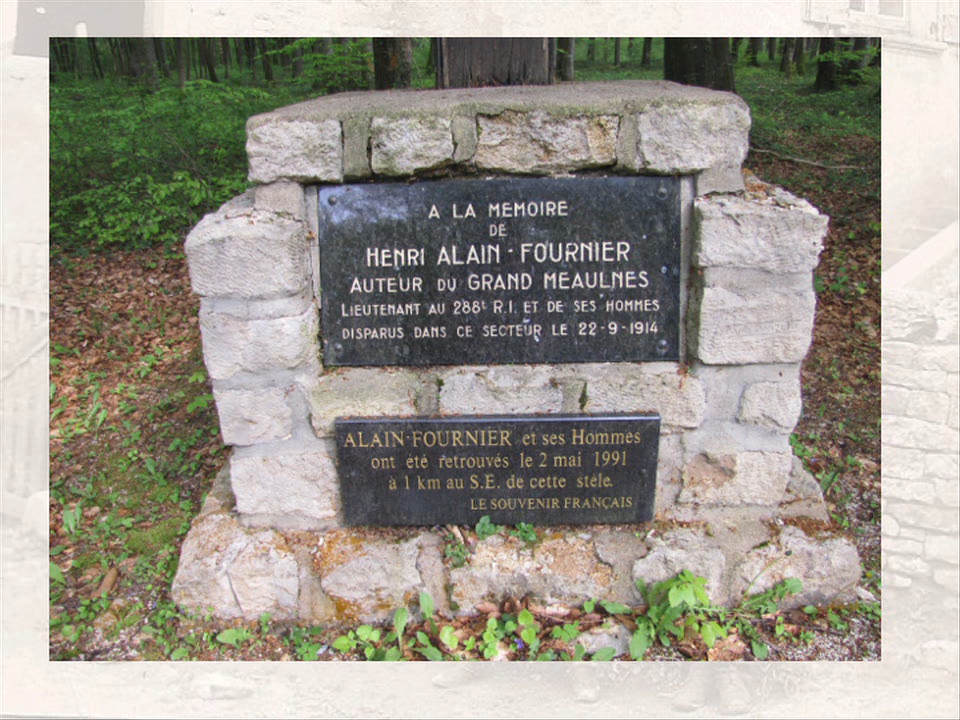 A LA MEMOIRE
DE
HENRI ALAIN-FOURNIER
AUTEUR DU GRAND MEAULNES
LIEUTENANT AU 288E R.I. ET DE SES HOMMES
DISPARUS DANS CE SECTEUR LE 22-9-1914
ALAIN-FOURNIER et ses Hommes
ont été retrouvés le 2 mai 1991
à 1 km au S.E. de cette stèle.
LE SOUVENIR FRANÇAIS